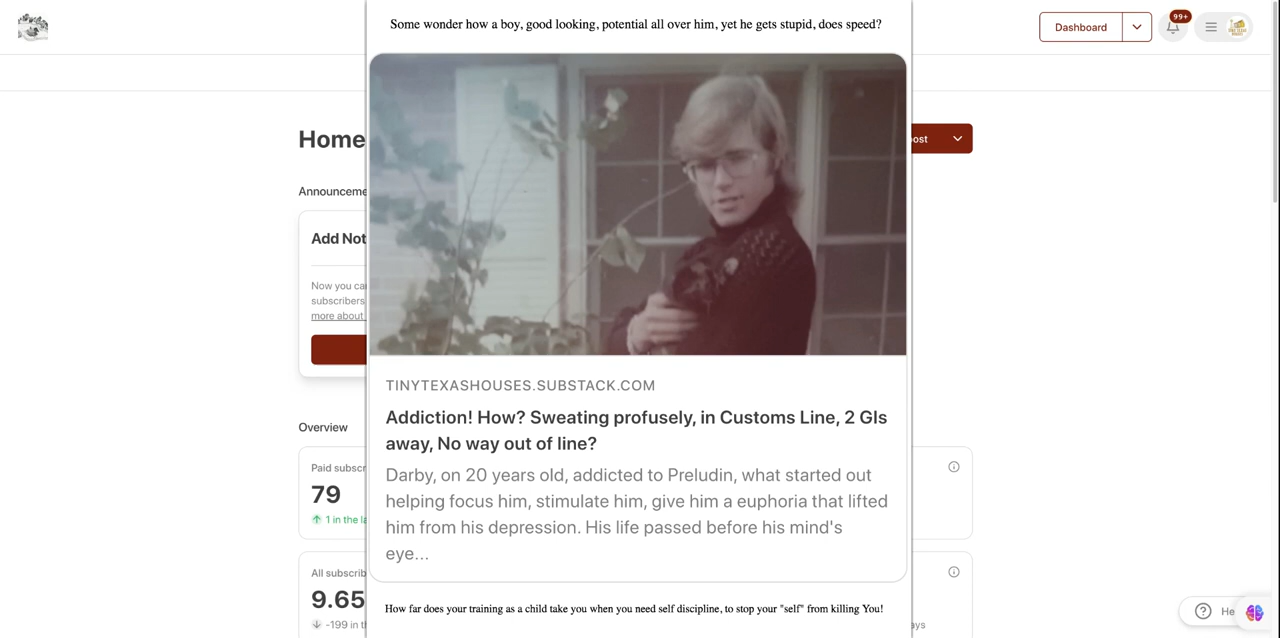 Some wonder how a boy, good looking, potential all over him, yet he gets stupid, does speed?
Dashboard
99+
Home
ost
Announceme
Add Not
Now you ca
subscribers
more about
TINYTEXASHOUSES.SUBSTACK.COM
Addiction! How? Sweating profusely, in Customs Line, 2 GIs
away, No way out of line?
Darby, on 20 years old, addicted to Preludin, what started out
helping focus him, stimulate him, give him a euphoria that lifted
him from his depression. His life passed before his mind's
eye...
How far does your training as a child take you when you need self discipline, to stop your "self" from killing You!
Overview
Paid subscr
79
1 in the la
All subscrib
9.65
-199 in th
ays
He